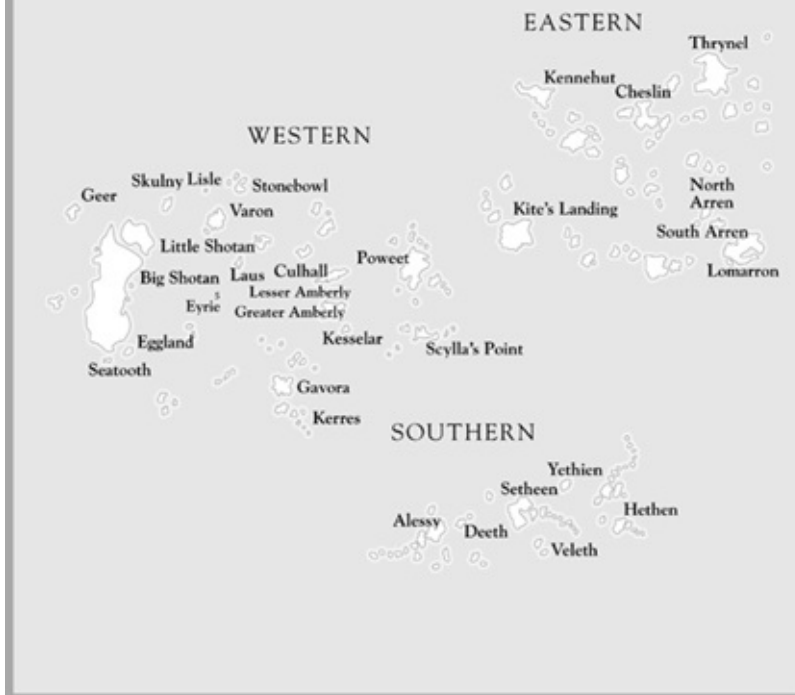 EASTERN
Thrynel
Kennehut
Cheslin
WESTERN
Skulny Lisle
Stonebowl
Geer
Varon
North
Arren
Kite's Landing
South Arren
Little Shotan
Poweet
Lomarron
Big Shotan
Laus
Culhall
Lesser Amberly
Eyrie
Greater Amberly
Eggland
Kesselar
Scylla's Point
Seatooth
Gavora
Kerres
SOUTHERN
Yethien
Setheen
Hethen
Alessy
Deeth
Veleth